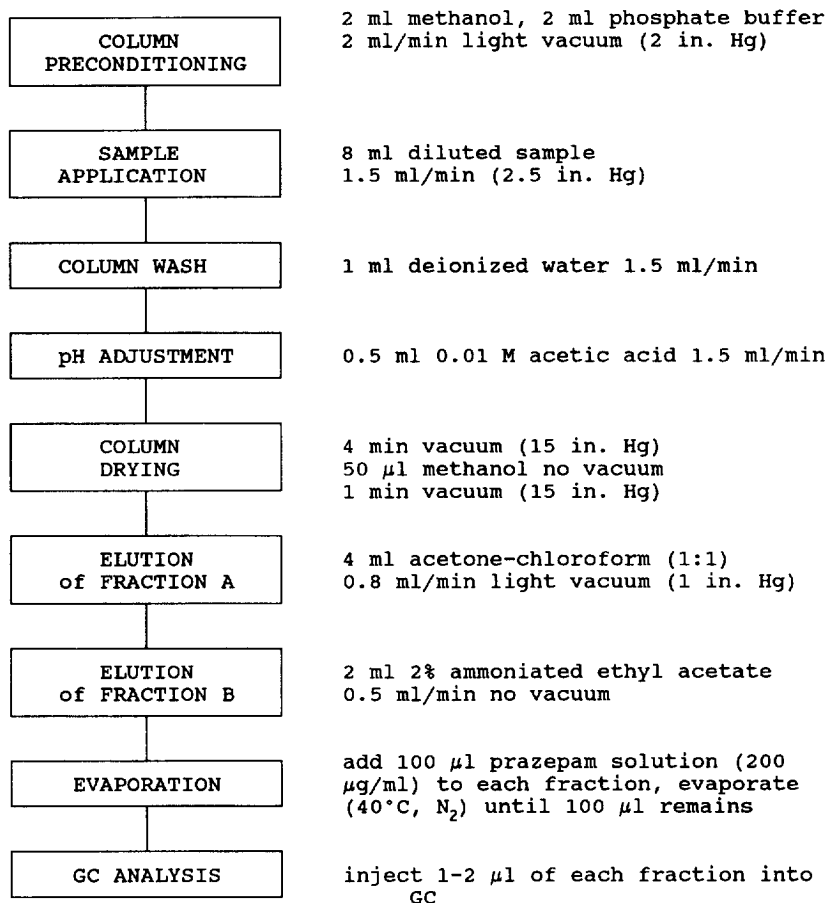 COLUMN
PRECONDITIONING
2 ml methanol, 2 ml phosphate buffer
2 ml/min light vacuum (2 in. Hg)
SAMPLE
APPLICATION
8 ml diluted sample
1.5 ml/min (2.5 in. Hg)
COLUMN WASH
1 ml deionized water 1.5 ml/min
pH ADJUSTMENT
0.5 ml 0.01 M acetic acid 1.5 ml/min
COLUMN
DRYING
4 min vacuum (15 in. Hg)
50 μl methanol no vacuum
1 min vacuum (15 in. Hg)
ELUTION
of FRACTION A
4 ml acetone-chloroform (1:1)
0.8 ml/min light vacuum (1 in. Hg)
ELUTION
of FRACTION B
2 ml 2% ammoniated ethyl acetate
0.5 ml/min no vacuum
EVAPORATION
add 100 μl prazepam solution (200
μg/ml) to each fraction, evaporate
(40°C, N₂) until 100 μl remains
GC ANALYSIS
inject 1-2 μl of each fraction into
GC